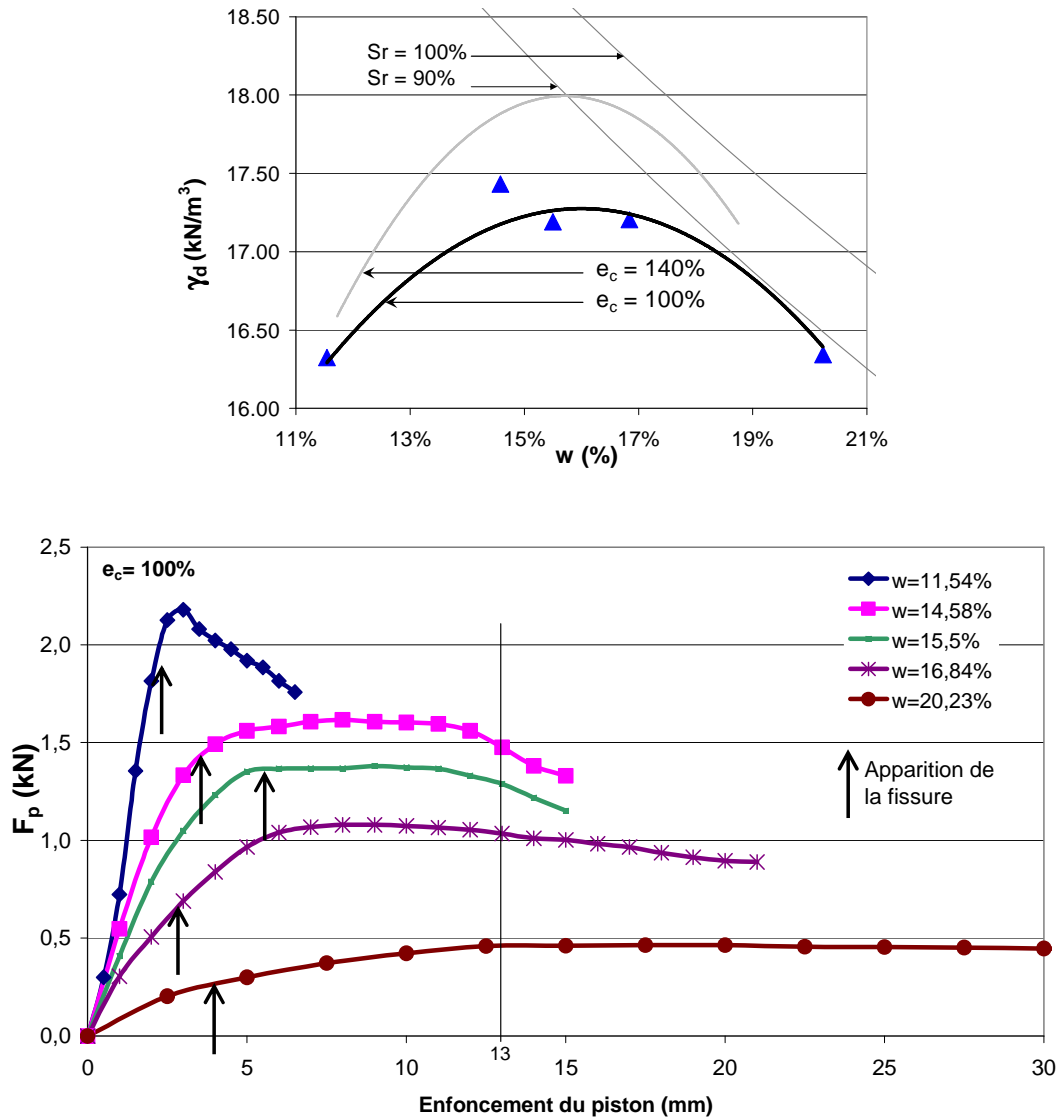 18.50
Sr = 100%
Sr = 90%
18.00
17.50
17.00
16.50
16.00
γd (kN/m³)
ec = 140%
ec = 100%
11% 13% 15% 17% 19% 21%
w (%)
2,5
ec= 100%
w=11,54%
w=14,58%
w=15,5%
w=16,84%
w=20,23%
2,0
1,5
1,0
0,5
0,0
Fp (kN)
Apparition de
la fissure
0 5 10 13 15 20 25 30
Enfoncement du piston (mm)